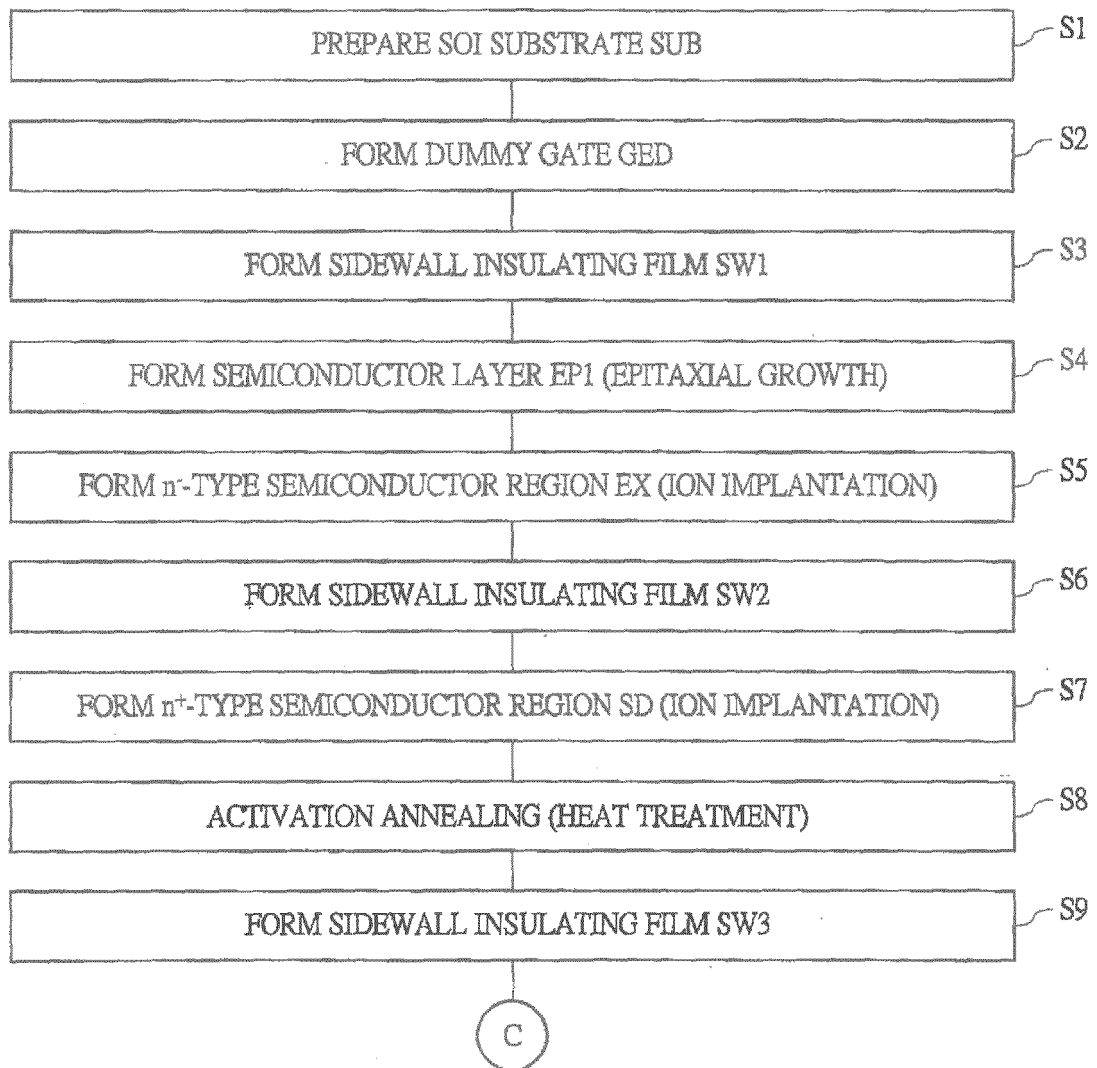 PREPARE SOI SUBSTRATE SUB S1
FORM DUMMY GATE GED S2
FORM SIDEWALL INSULATING FILM SW1 S3
FORM SEMICONDUCTOR LAYER EP1 (EPITAXIAL GROWTH) S4
FORM n⁻-TYPE SEMICONDUCTOR REGION EX (ION IMPLANTATION) S5
FORM SIDEWALL INSULATING FILM SW2 S6
FORM n⁺-TYPE SEMICONDUCTOR REGION SD (ION IMPLANTATION) S7
ACTIVATION ANNEALING (HEAT TREATMENT) S8
FORM SIDEWALL INSULATING FILM SW3 S9
C